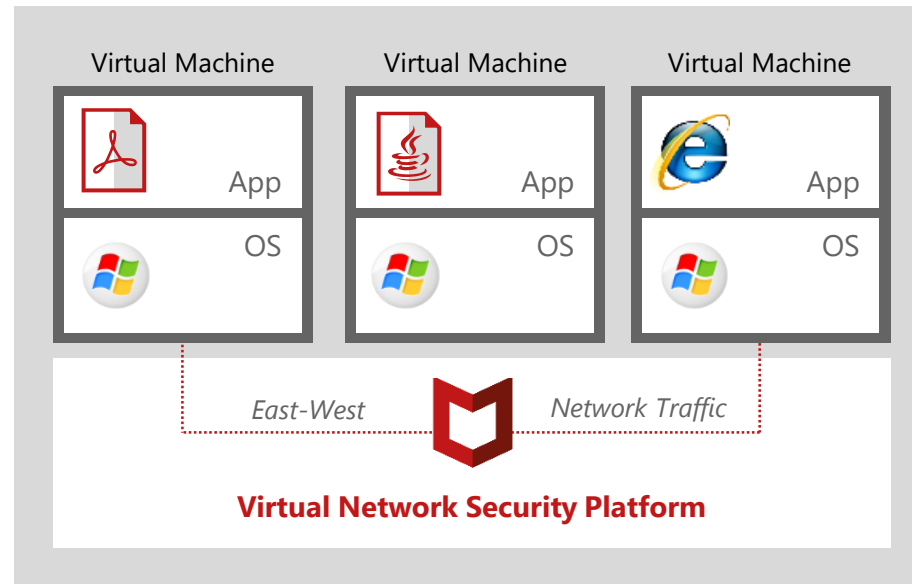 Virtual Machine
Virtual Machine
Virtual Machine
App
App
App
OS
OS
OS
East-West
Network Traffic
Virtual Network Security Platform